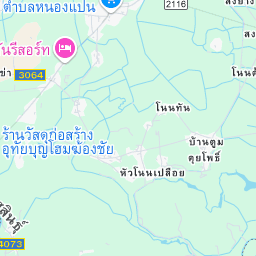 ตำบลหนองแปน
2116
นรีสอร์ท
3064
โนนทัน
ร้านวัสดุก่อสร้าง
อุทัยบุญโฮมฆ้องชัย
บ้านตูม
คุยโพธิ์
หัวโนนเปลือย
4073